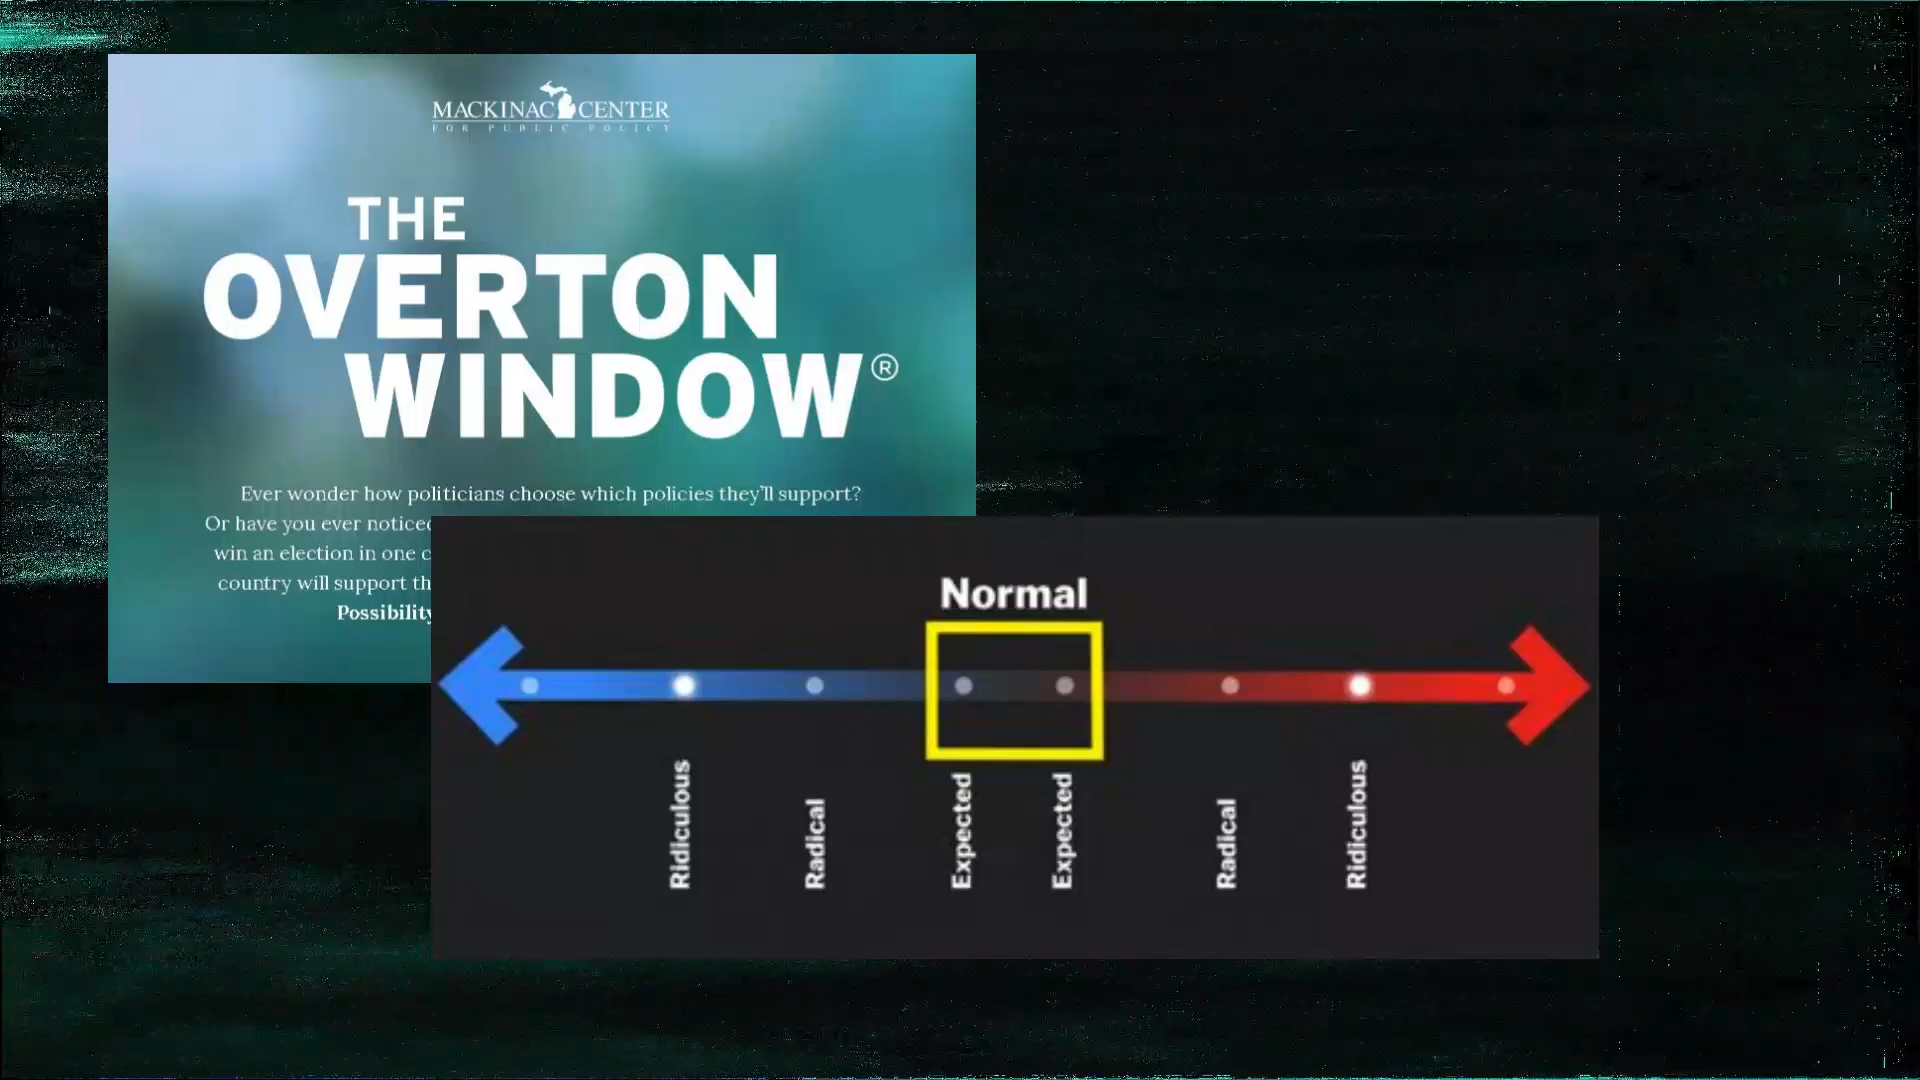 MACKINAC CENTER
FOR PUBLIC POLICY
THE
OVERTON
WINDOW®
Ever wonder how politicians choose which policies they'll support?
Or have you ever noticed
win an election in one c
country will support th
Possibility
Normal
Ridiculous
Radical
Expected
Expected
Radical
Ridiculous